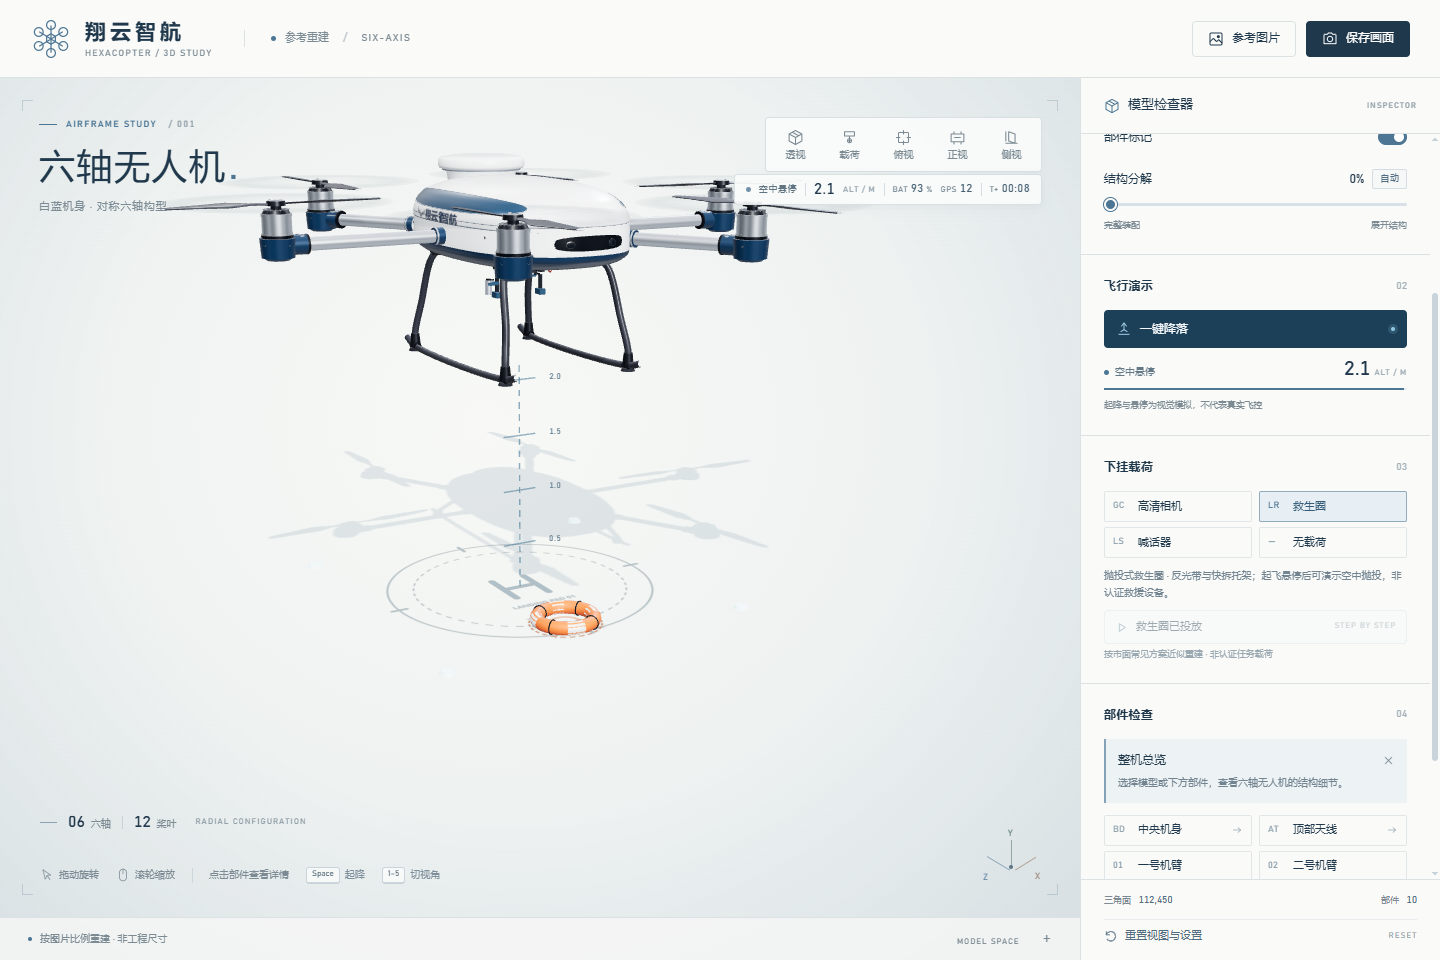 翔云智航
HEXACOPTER / 3D STUDY
参考重建 / SIX-AXIS
参考图片
保存画面
AIRFRAME STUDY / 001
六轴无人机.
白蓝机身 · 对称六轴构型
透视 载荷 俯视 正视 侧视
空中悬停 2.1 ALT / M BAT 93 % GPS 12 T+ 00:08
翔云智航
2.0
1.5
1.0
0.5
06 六轴 12 桨叶 RADIAL CONFIGURATION
拖动旋转 滚轮缩放 点击部件查看详情 Space 起降 1–5 切视角
Y
Z
X
按图片比例重建 · 非工程尺寸
MODEL SPACE +
模型检查器 INSPECTOR
部件标记
结构分解 0% 自动
完整装配 展开结构
飞行演示 02
一键降落
空中悬停 2.1 ALT / M
起降与悬停为视觉模拟，不代表真实飞控
下挂载荷 03
GC 高清相机 LR 救生圈
LS 喊话器 — 无载荷
抛投式救生圈 · 反光带与快拆托架；起飞悬停后可演示空中抛投，非
认证救援设备。
救生圈已投放 STEP BY STEP
按市面常见方案近似重建 · 非认证任务载荷
部件检查 04
整机总览
选择模型或下方部件，查看六轴无人机的结构细节。
BD 中央机身 AT 顶部天线
01 一号机臂 02 二号机臂
三角面 112,450 部件 10
重置视图与设置 RESET